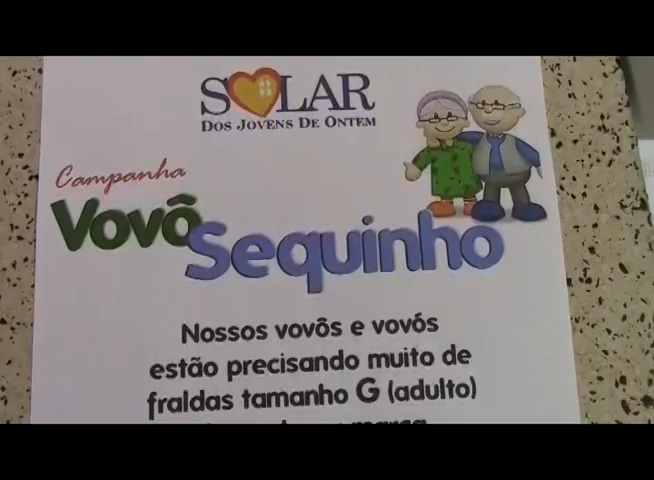 SOLAR
DOS JOVENS DE ONTEM
Campanha
Vovô
Sequinho
Nossos vovôs e vovós
estão precisando muito de
fraldas tamanho G (adulto)